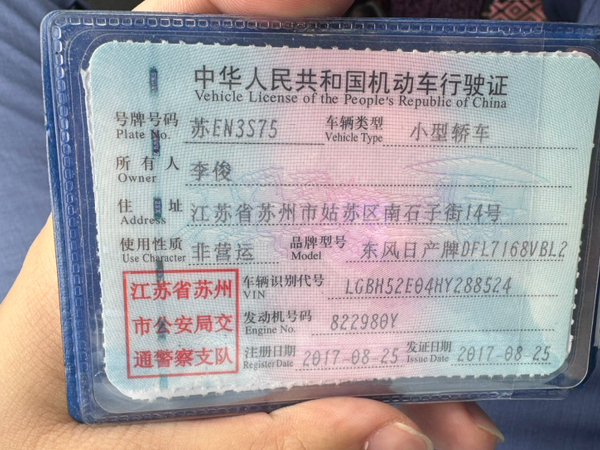 中华人民共和国机动车行驶证
Vehicle License of the People's Republic of China
号牌号码 苏EN3S75 车辆类型 小型轿车
Plate No. Vehicle Type
所有人 李俊
Owner
住址 江苏省苏州市姑苏区南石子街14号
Address
使用性质 非营运 品牌型号 东风日产牌DFL7168VBL2
Use Character Model
江苏省苏州
市公安局交
通警察支队
车辆识别代号 LGBH52E04HY288524
VIN
发动机号码 822980Y
Engine No.
注册日期 2017-08-25 发证日期 2017-08-25
Register Date Issue Date